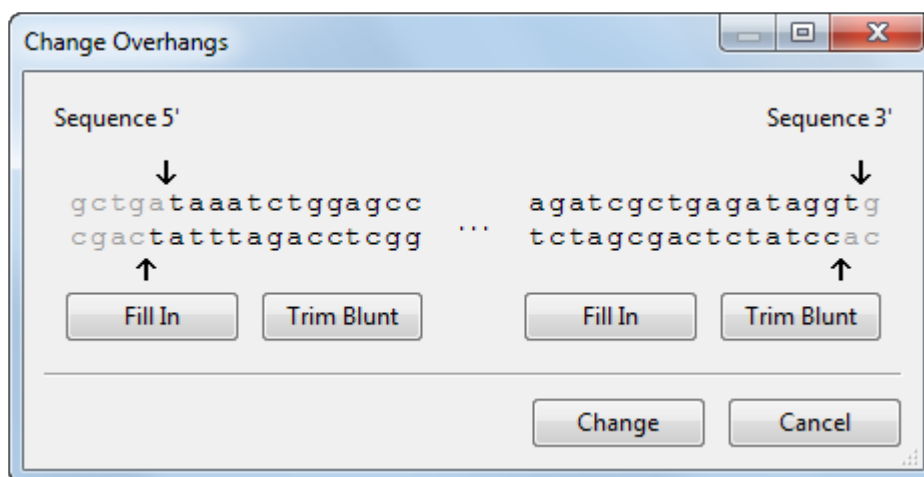 Change Overhangs
Sequence 5' Sequence 3'
gctgataaatctggagcc ... agatcgctgagataggtg
cgactatttagacctcgg tctagcgactctatccac
Fill In Trim Blunt Fill In Trim Blunt
Change Cancel